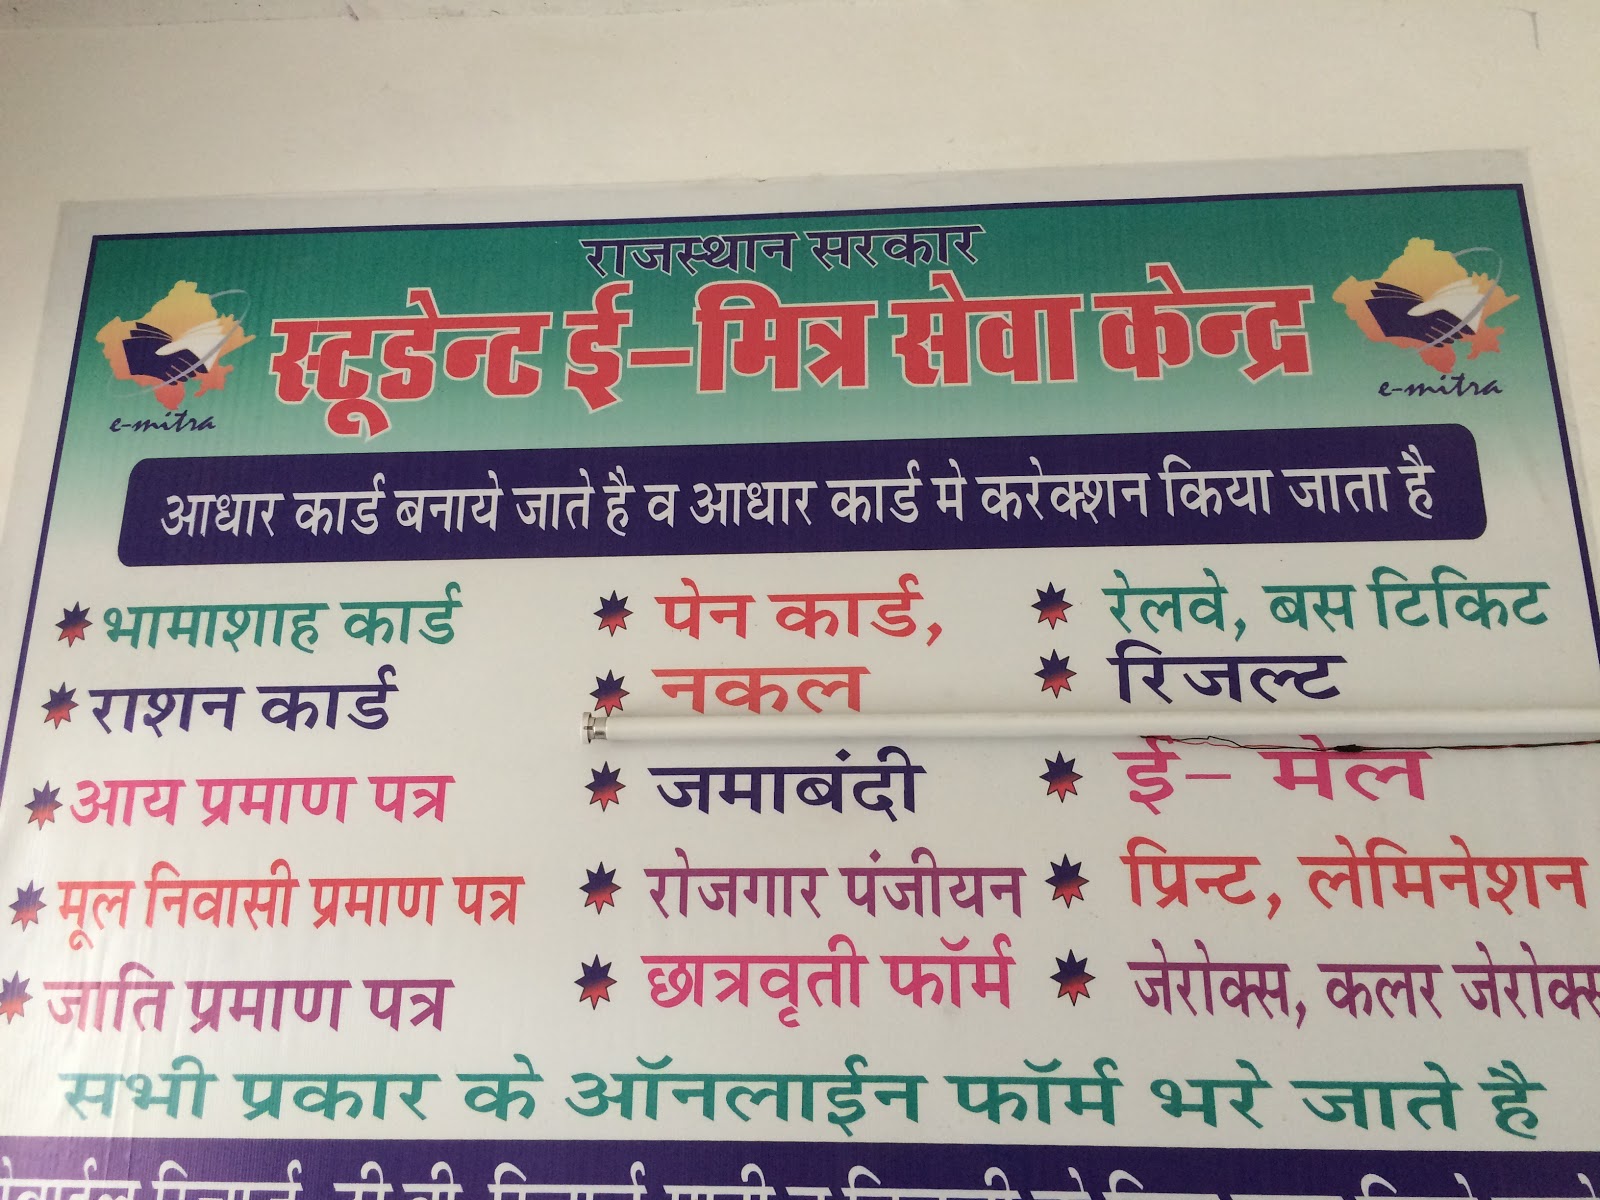 राजस्थान सरकार
स्टूडेन्ट ई-मित्र सेवा केन्द्र
e-mitra
e-mitra
आधार कार्ड बनाये जाते है व आधार कार्ड मे करेक्शन किया जाता है
भामाशाह कार्ड
राशन कार्ड
आय प्रमाण पत्र
मूल निवासी प्रमाण पत्र
जाति प्रमाण पत्र
पेन कार्ड,
नकल
जमाबंदी
रोजगार पंजीयन
छात्रवृती फॉर्म
रेलवे, बस टिकिट
रिजल्ट
ई- मेल
प्रिन्ट, लेमिनेशन
जेरोक्स, कलर जेरोक्स
सभी प्रकार के ऑनलाईन फॉर्म भरे जाते है